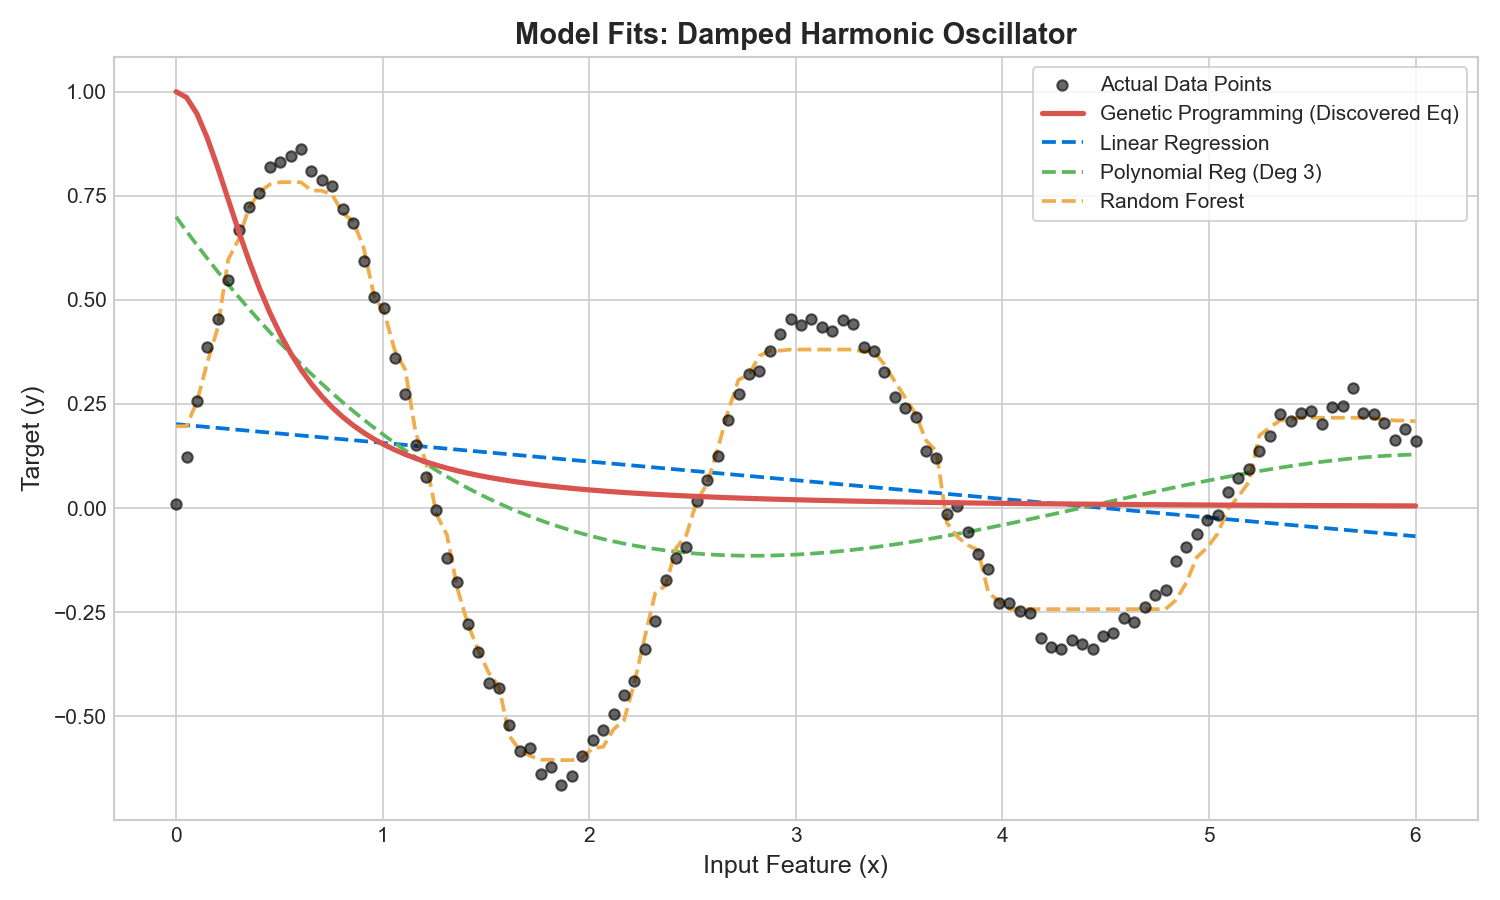 Model Fits: Damped Harmonic Oscillator
Actual Data Points
Genetic Programming (Discovered Eq)
Linear Regression
Polynomial Reg (Deg 3)
Random Forest
Target (y)
1.00
0.75
0.50
0.25
0.00
−0.25
−0.50
0 1 2 3 4 5 6
Input Feature (x)